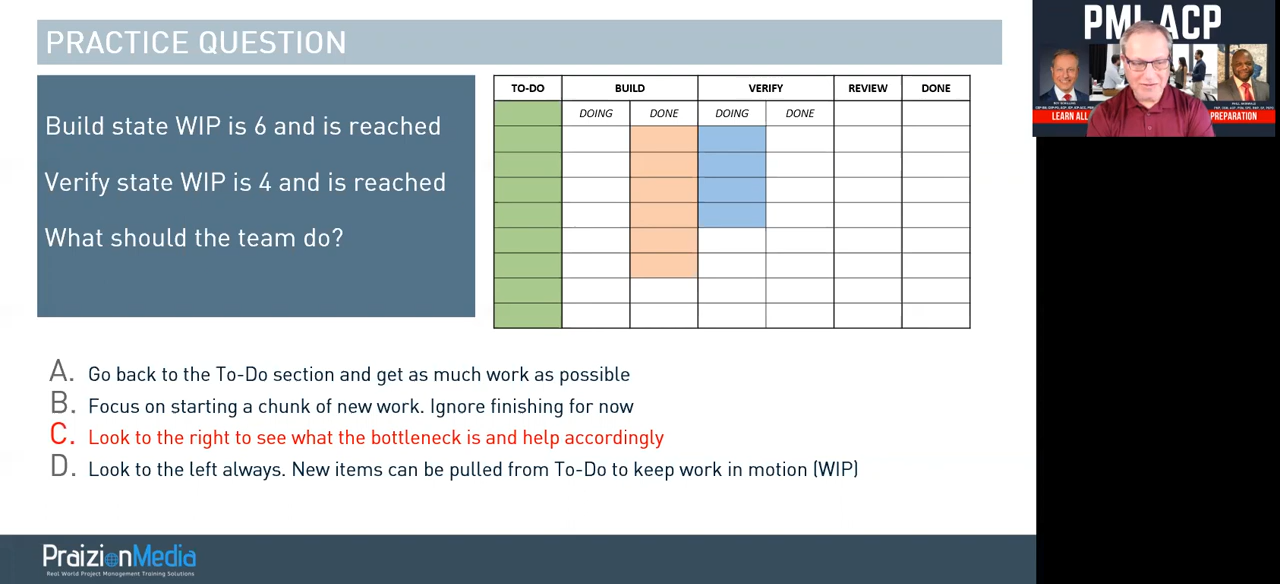 PRACTICE QUESTION
Build state WIP is 6 and is reached
Verify state WIP is 4 and is reached
What should the team do?
TO-DO BUILD VERIFY REVIEW DONE
DOING DONE DOING DONE
A. Go back to the To-Do section and get as much work as possible
B. Focus on starting a chunk of new work. Ignore finishing for now
C. Look to the right to see what the bottleneck is and help accordingly
D. Look to the left always. New items can be pulled from To-Do to keep work in motion (WIP)
PraizionMedia
Real World Project Management Training Solutions
LEARN ALL
PREPARATION